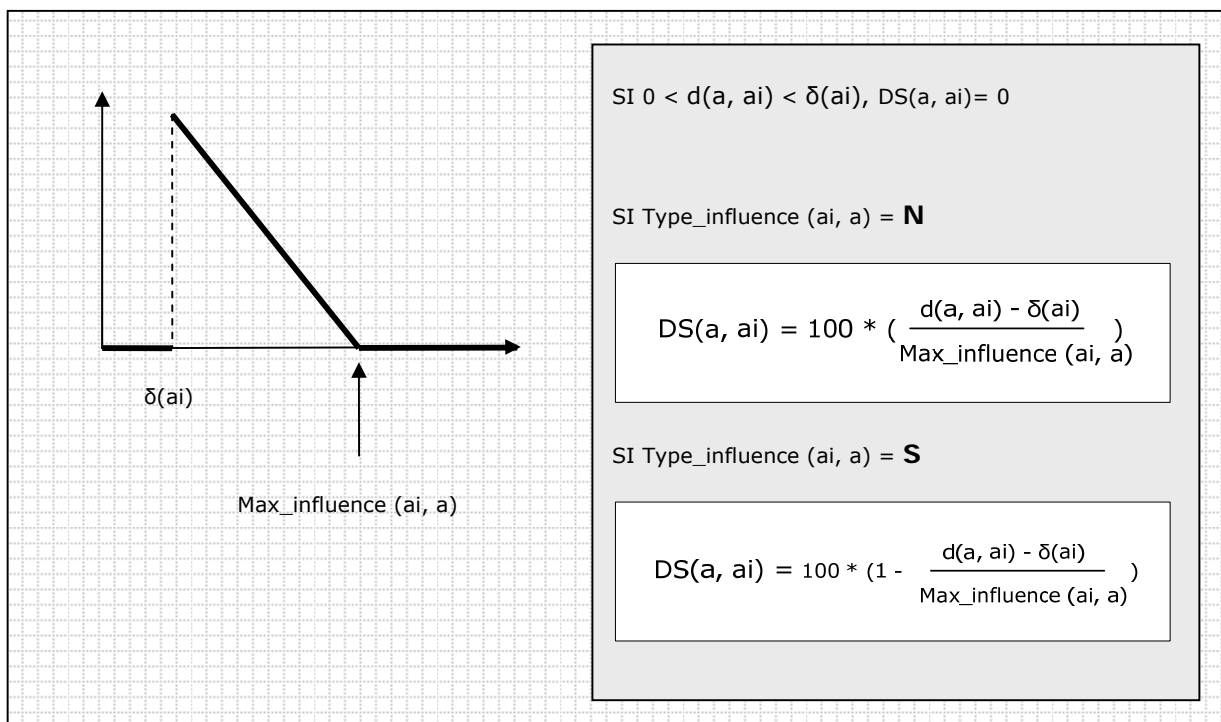 SI 0 < d(a, ai) < δ(ai), DS(a, ai)= 0
SI Type_influence (ai, a) = N
DS(a, ai) = 100 * ( d(a, ai) - δ(ai) )
Max_influence (ai, a)
δ(ai)
SI Type_influence (ai, a) = S
Max_influence (ai, a)
DS(a, ai) = 100 * (1 - d(a, ai) - δ(ai) )
Max_influence (ai, a)